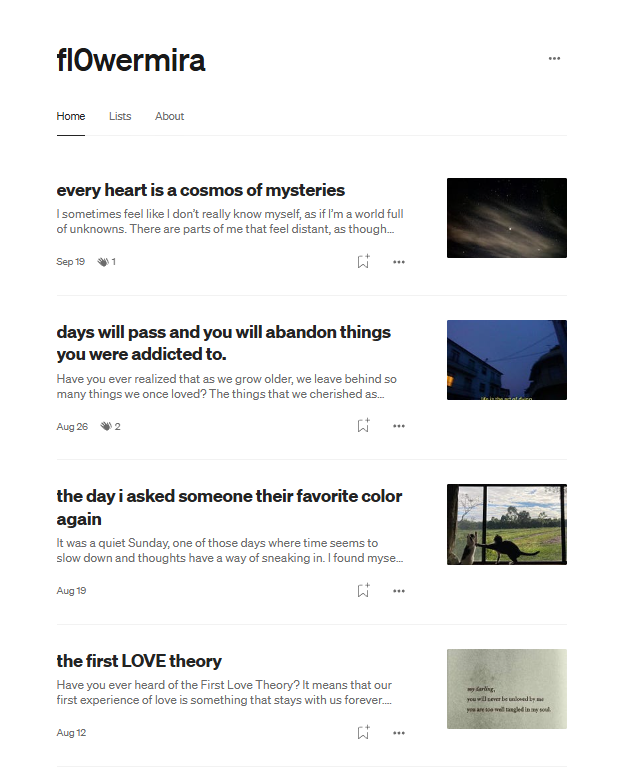 fl0wermira
Home Lists About
every heart is a cosmos of mysteries
I sometimes feel like I don't really know myself, as if I'm a world full
of unknowns. There are parts of me that feel distant, as though...
Sep 19 1
days will pass and you will abandon things
you were addicted to.
Have you ever realized that as we grow older, we leave behind so
many things we once loved? The things that we cherished as...
Aug 26 2
life is the art of dying
the day i asked someone their favorite color
again
It was a quiet Sunday, one of those days where time seems to
slow down and thoughts have a way of sneaking in. I found myse...
Aug 19
the first LOVE theory
Have you ever heard of the First Love Theory? It means that our
first experience of love is something that stays with us forever....
Aug 12
my darling,
you will never be unloved by me
you are too well tangled in my soul.